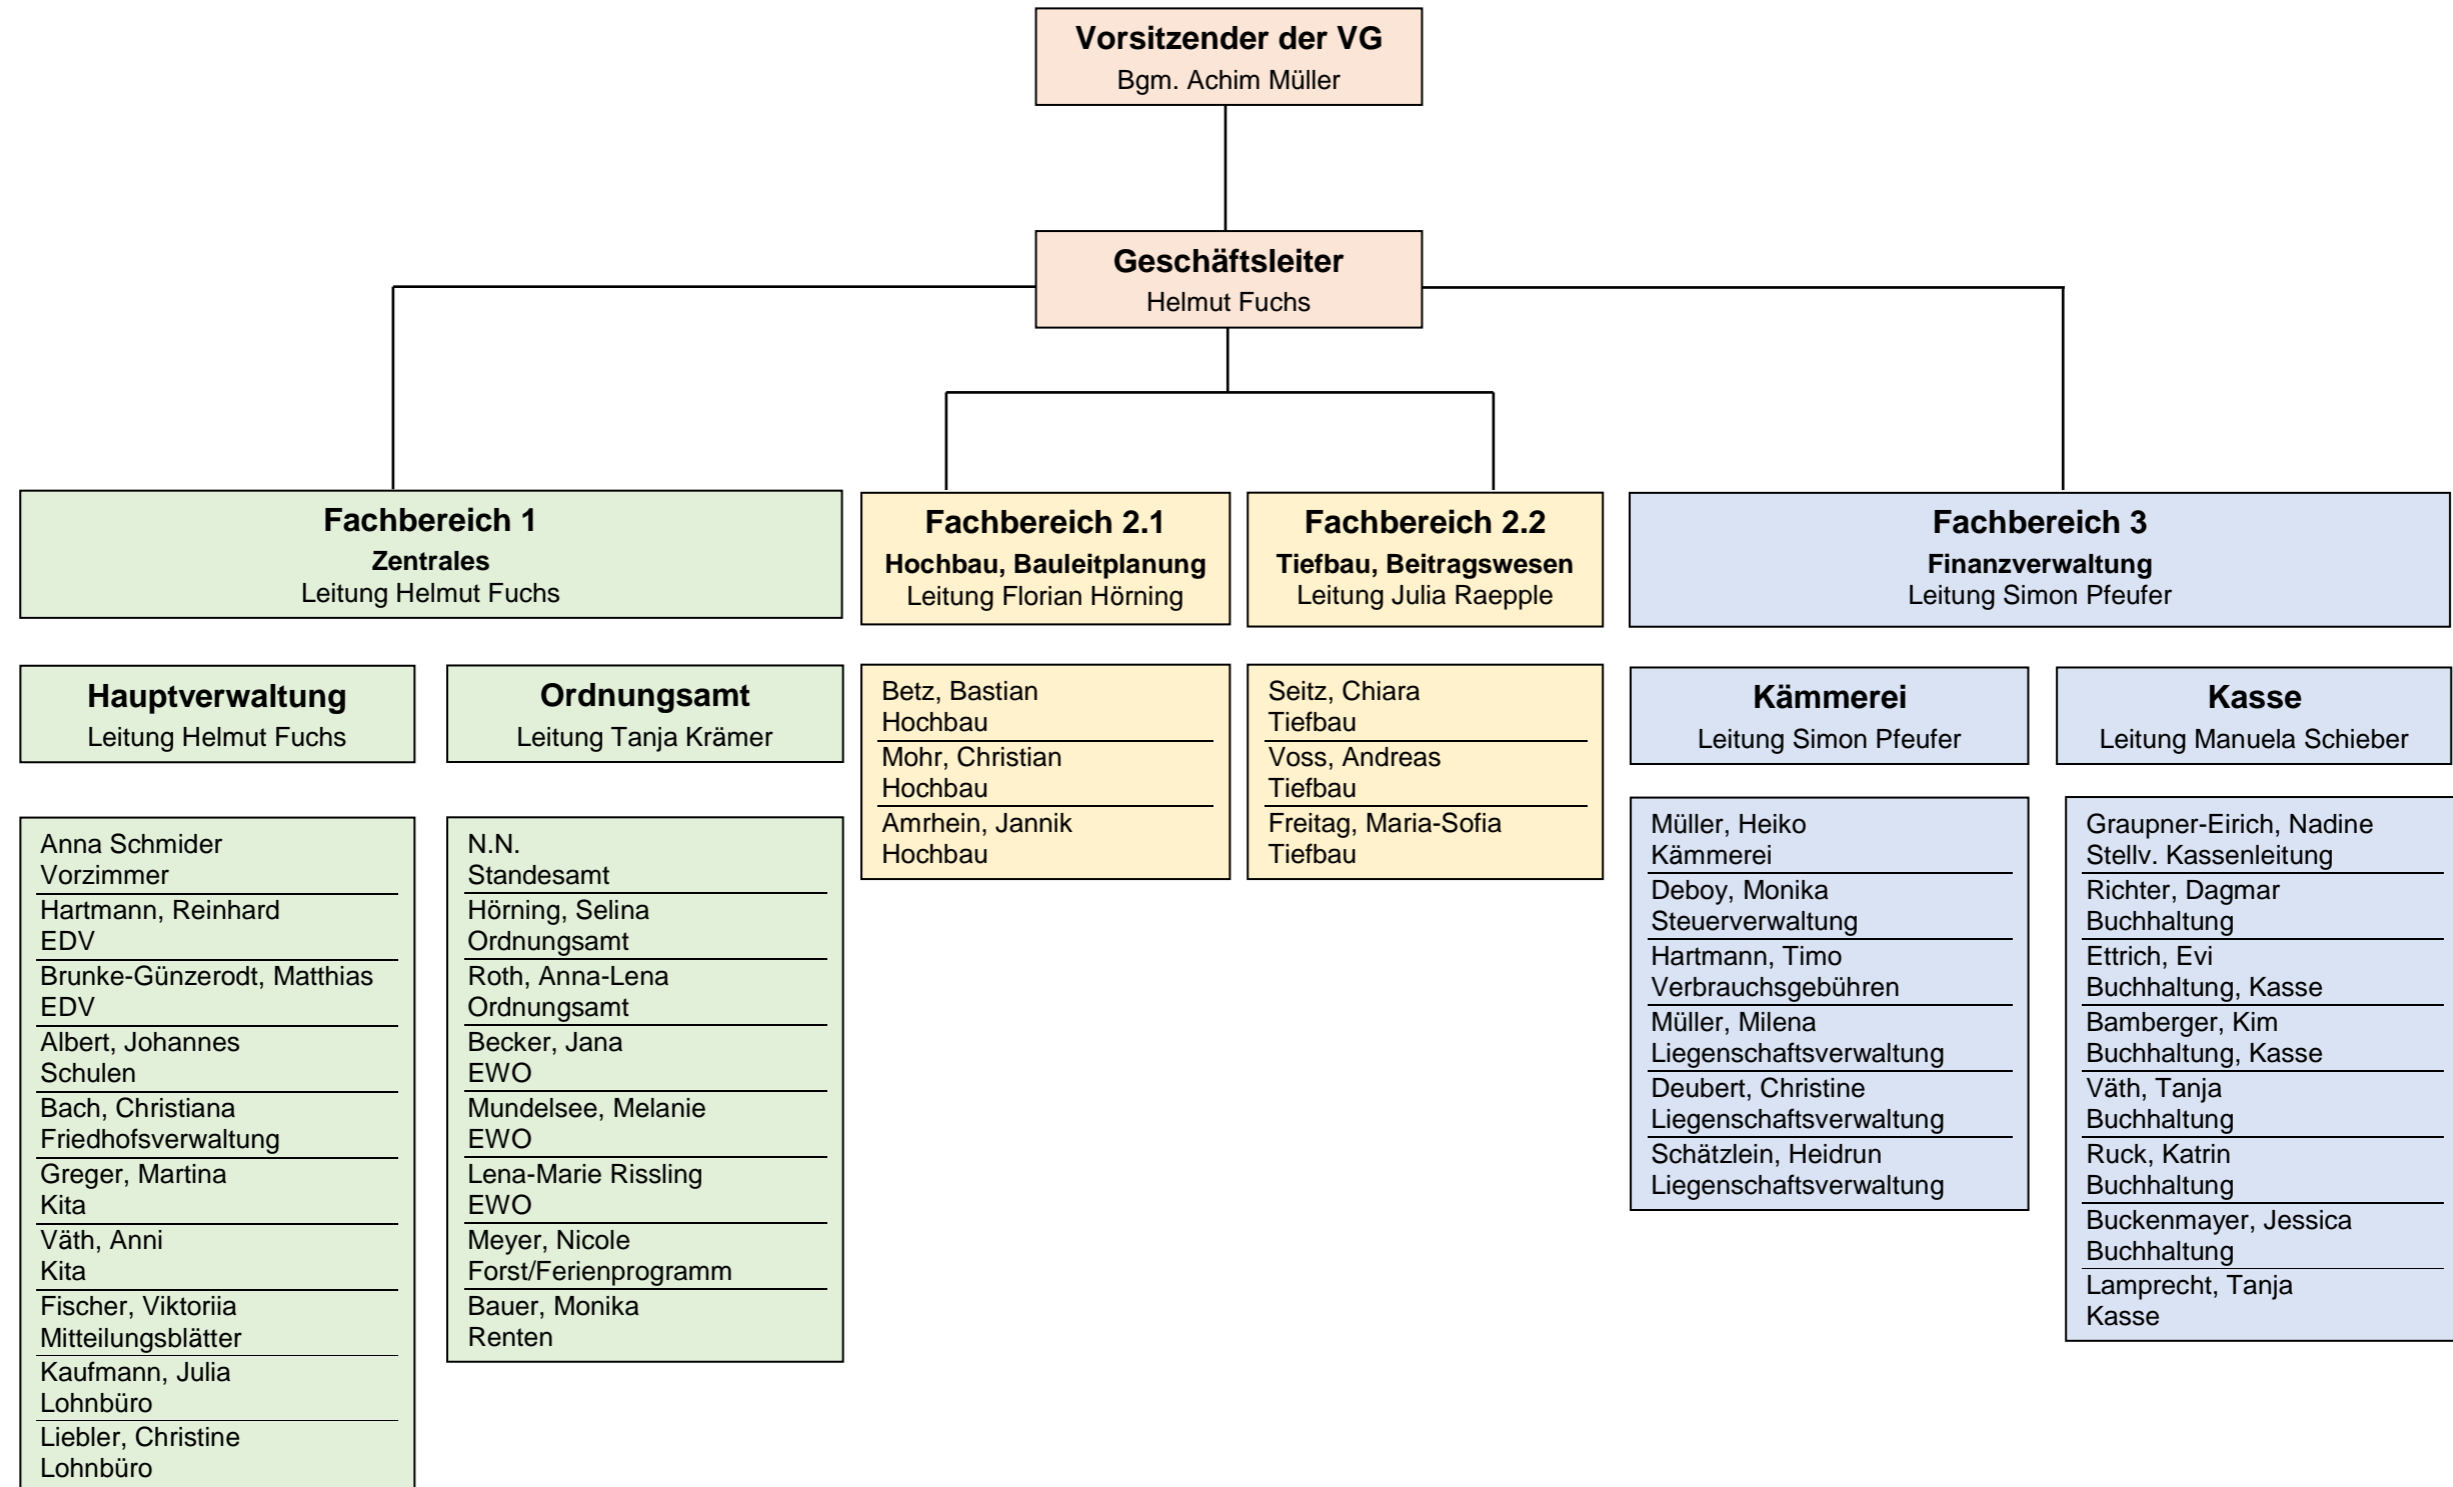 Vorsitzender der VG
Bgm. Achim Müller
Geschäftsleiter
Helmut Fuchs
Fachbereich 1
Zentrales
Leitung Helmut Fuchs
Fachbereich 2.1
Hochbau, Bauleitplanung
Leitung Florian Hörning
Fachbereich 2.2
Tiefbau, Beitragswesen
Leitung Julia Raepple
Fachbereich 3
Finanzverwaltung
Leitung Simon Pfeufer
Hauptverwaltung
Leitung Helmut Fuchs
Anna Schmider
Vorzimmer
Hartmann, Reinhard
EDV
Brunke-Günzerodt, Matthias
EDV
Albert, Johannes
Schulen
Bach, Christiana
Friedhofsverwaltung
Greger, Martina
Kita
Väth, Anni
Kita
Fischer, Viktoriia
Mitteilungsblätter
Kaufmann, Julia
Lohnbüro
Liebler, Christine
Lohnbüro
Ordnungsamt
Leitung Tanja Krämer
N.N.
Standesamt
Hörning, Selina
Ordnungsamt
Roth, Anna-Lena
Ordnungsamt
Becker, Jana
EWO
Mundelsee, Melanie
EWO
Lena-Marie Rissling
EWO
Meyer, Nicole
Forst/Ferienprogramm
Bauer, Monika
Renten
Betz, Bastian
Hochbau
Mohr, Christian
Hochbau
Amrhein, Jannik
Hochbau
Seitz, Chiara
Tiefbau
Voss, Andreas
Tiefbau
Freitag, Maria-Sofia
Tiefbau
Kämmerei
Leitung Simon Pfeufer
Müller, Heiko
Kämmerei
Deboy, Monika
Steuerverwaltung
Hartmann, Timo
Verbrauchsgebühren
Müller, Milena
Liegenschaftsverwaltung
Deubert, Christine
Liegenschaftsverwaltung
Schätzlein, Heidrun
Liegenschaftsverwaltung
Kasse
Leitung Manuela Schieber
Graupner-Eirich, Nadine
Stellv. Kassenleitung
Richter, Dagmar
Buchhaltung
Ettrich, Evi
Buchhaltung, Kasse
Bamberger, Kim
Buchhaltung, Kasse
Väth, Tanja
Buchhaltung
Ruck, Katrin
Buchhaltung
Buckenmayer, Jessica
Buchhaltung
Lamprecht, Tanja
Kasse